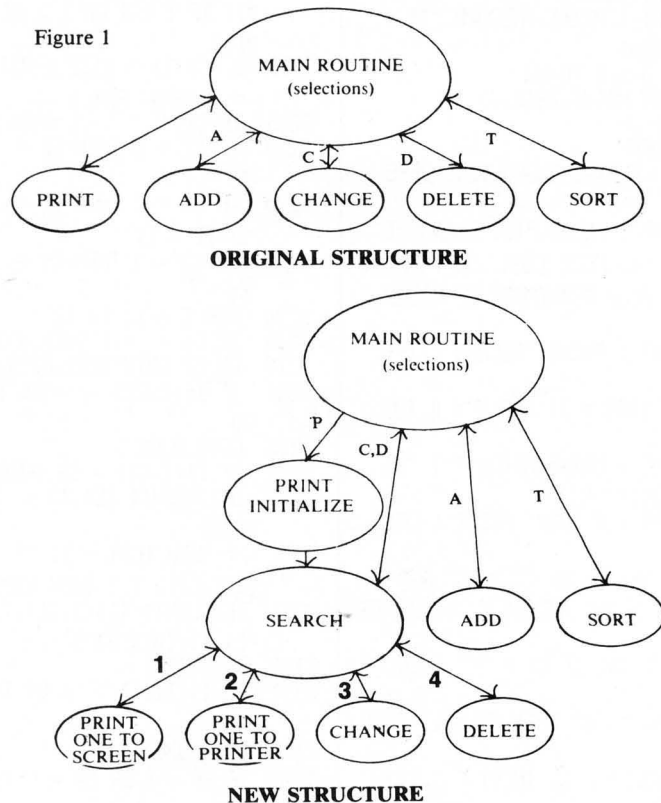 Figure 1
MAIN ROUTINE
(selections)
A
C
D
T
PRINT
ADD
CHANGE
DELETE
SORT
ORIGINAL STRUCTURE
MAIN ROUTINE
(selections)
P
C,D
A
T
PRINT
INITIALIZE
SEARCH
ADD
SORT
1
2
3
4
PRINT
ONE TO
SCREEN
PRINT
ONE TO
PRINTER
CHANGE
DELETE
NEW STRUCTURE